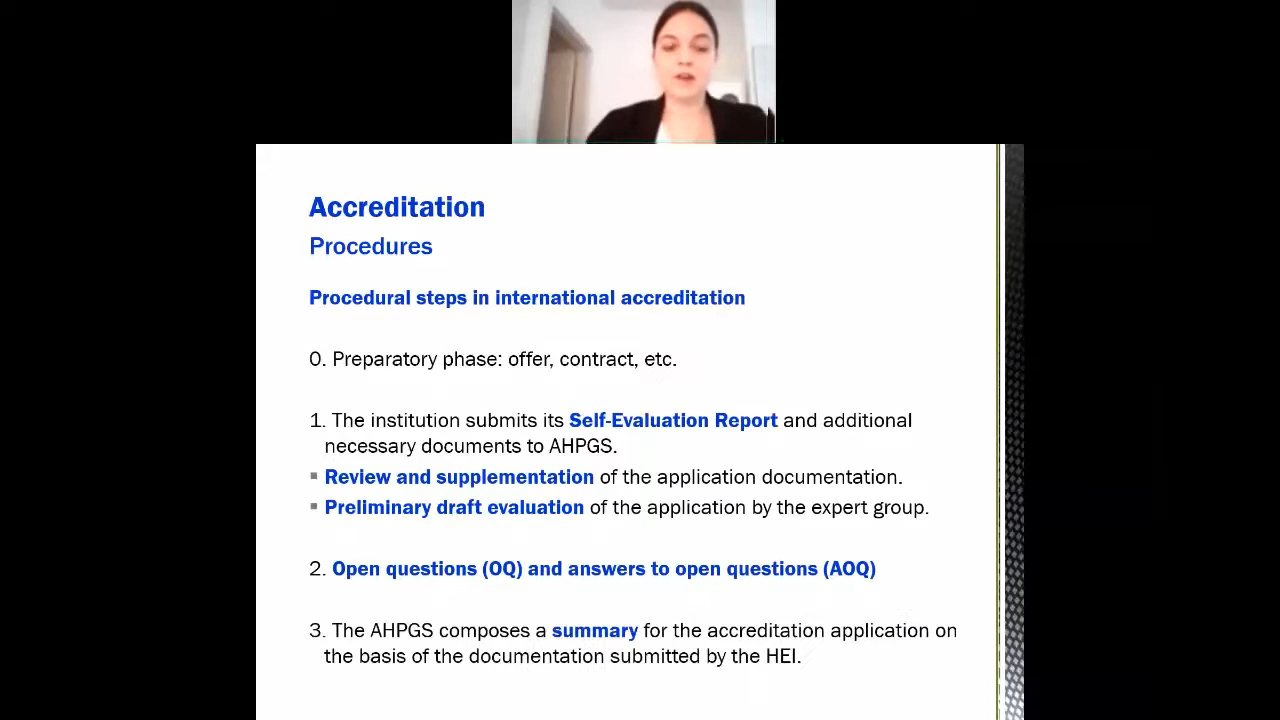 Accreditation
Procedures
Procedural steps in international accreditation
0. Preparatory phase: offer, contract, etc.
1. The institution submits its Self-Evaluation Report and additional
necessary documents to AHPGS.
▪ Review and supplementation of the application documentation.
▪ Preliminary draft evaluation of the application by the expert group.
2. Open questions (OQ) and answers to open questions (AOQ)
3. The AHPGS composes a summary for the accreditation application on
the basis of the documentation submitted by the HEI.